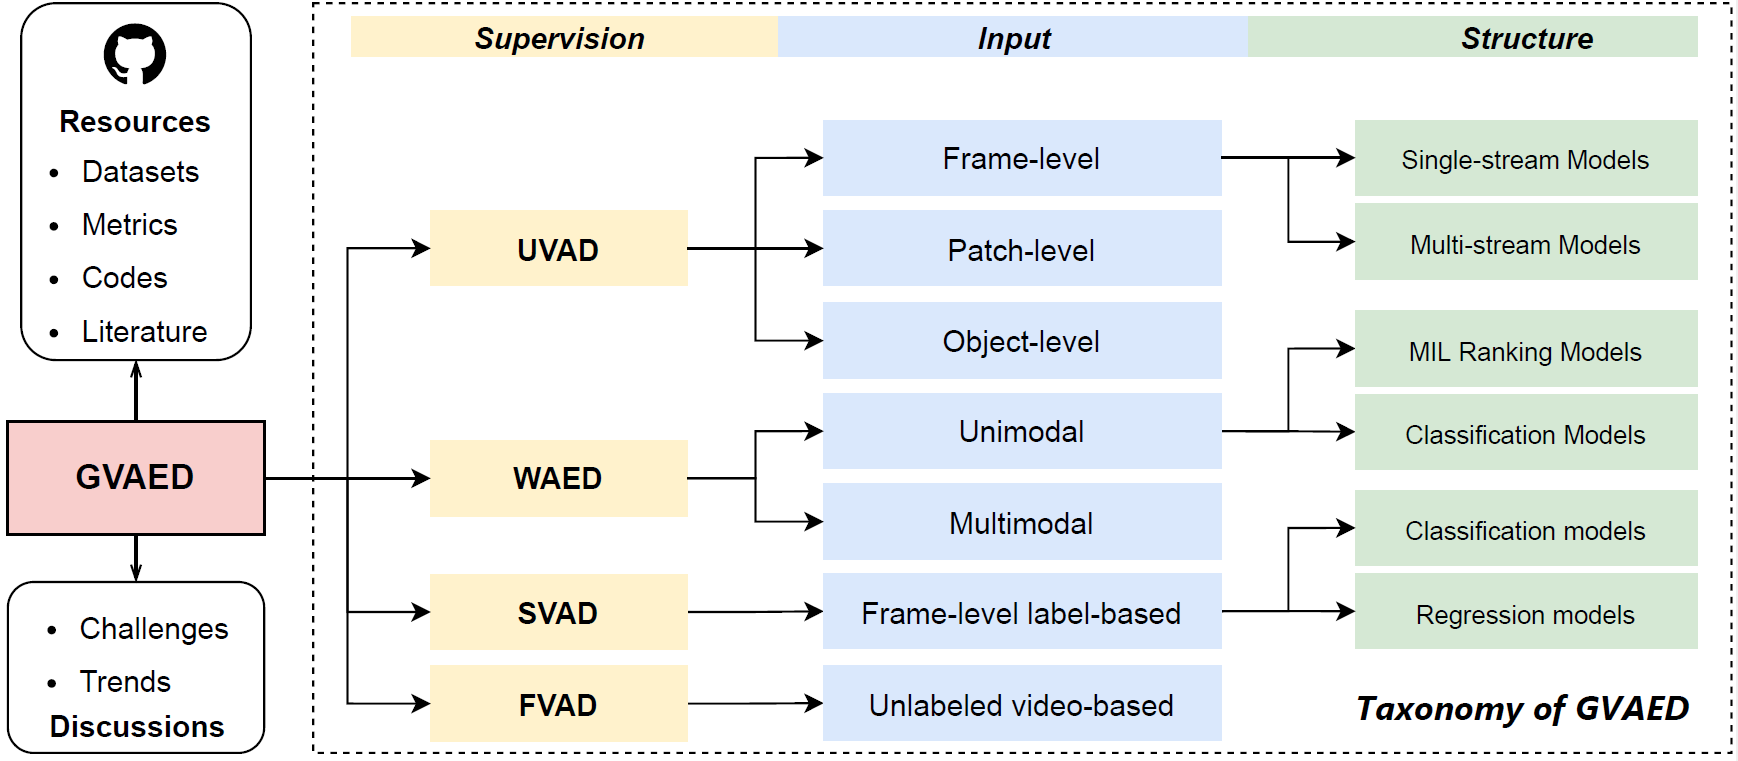 Resources
• Datasets
• Metrics
• Codes
• Literature
GVAED
• Challenges
• Trends
Discussions
Supervision
Input
Structure
UVAD
WAED
SVAD
FVAD
Frame-level
Patch-level
Object-level
Unimodal
Multimodal
Frame-level label-based
Unlabeled video-based
Single-stream Models
Multi-stream Models
MIL Ranking Models
Classification Models
Classification models
Regression models
Taxonomy of GVAED